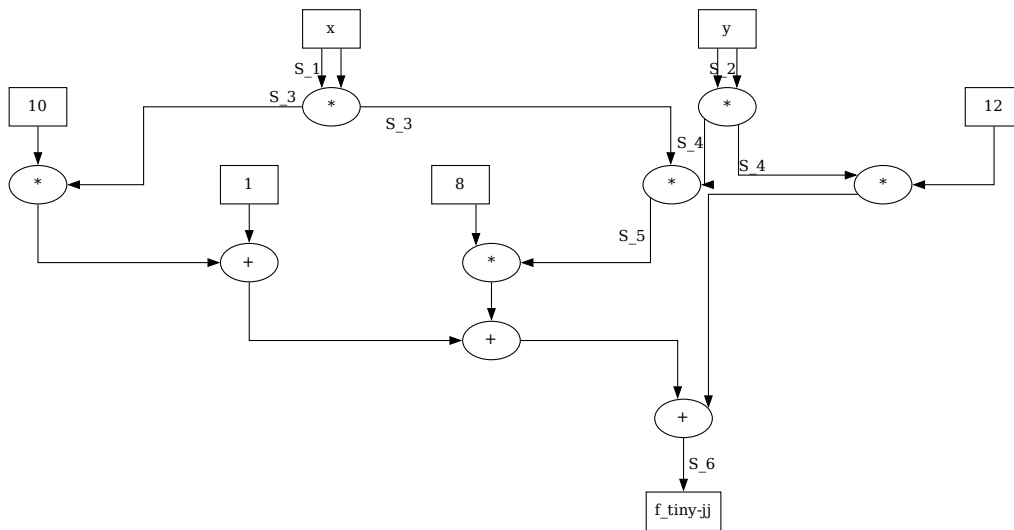 x
y
S_1
S_2
S_3
10
*
S_3
*
12
S_4
S_4
*
1
8
*
*
S_5
+
*
+
+
S_6
f_tiny-jj